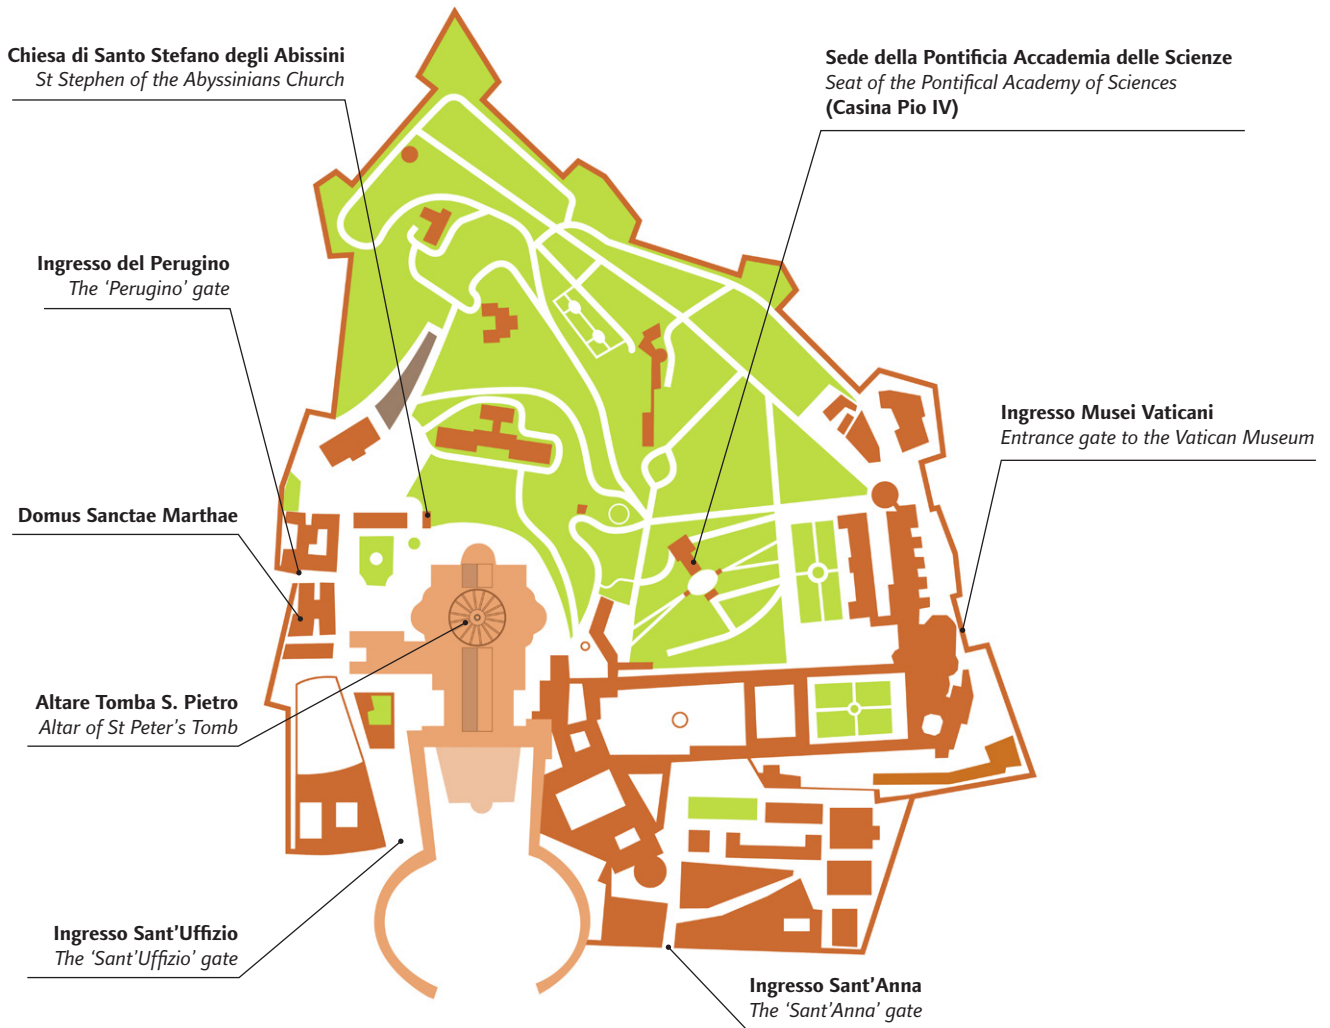 Chiesa di Santo Stefano degli Abissini
St Stephen of the Abyssinians Church
Sede della Pontificia Accademia delle Scienze
Seat of the Pontifical Academy of Sciences
(Casina Pio IV)
Ingresso del Perugino
The ‘Perugino’ gate
Ingresso Musei Vaticani
Entrance gate to the Vatican Museum
Domus Sanctae Marthae
Altare Tomba S. Pietro
Altar of St Peter’s Tomb
Ingresso Sant’Uffizio
The ‘Sant’Uffizio’ gate
Ingresso Sant’Anna
The ‘Sant’Anna’ gate